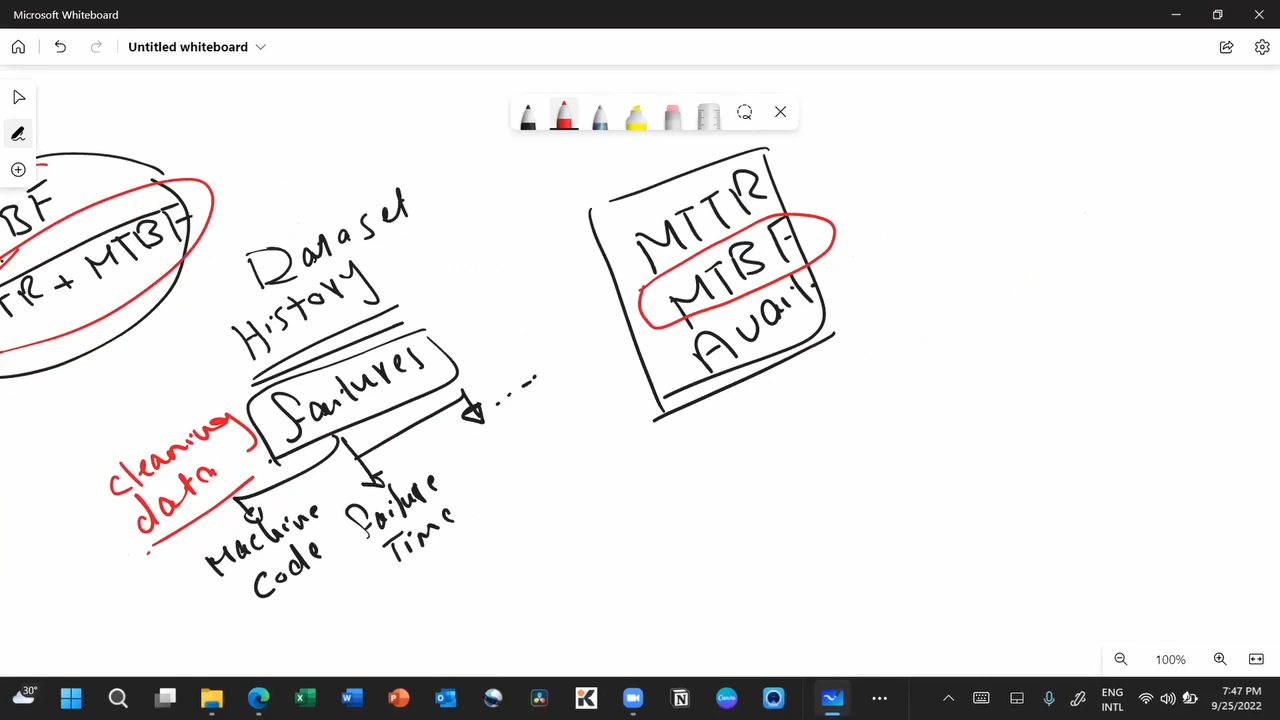 Microsoft Whiteboard
Untitled whiteboard
BF
TR + MTBF
Dataset
History
failures
cleaning
data
Machine
Code
failure
Time
MTTR
MTBF
Avail.
100%
30°
ENG
INTL
7:47 PM
9/25/2022